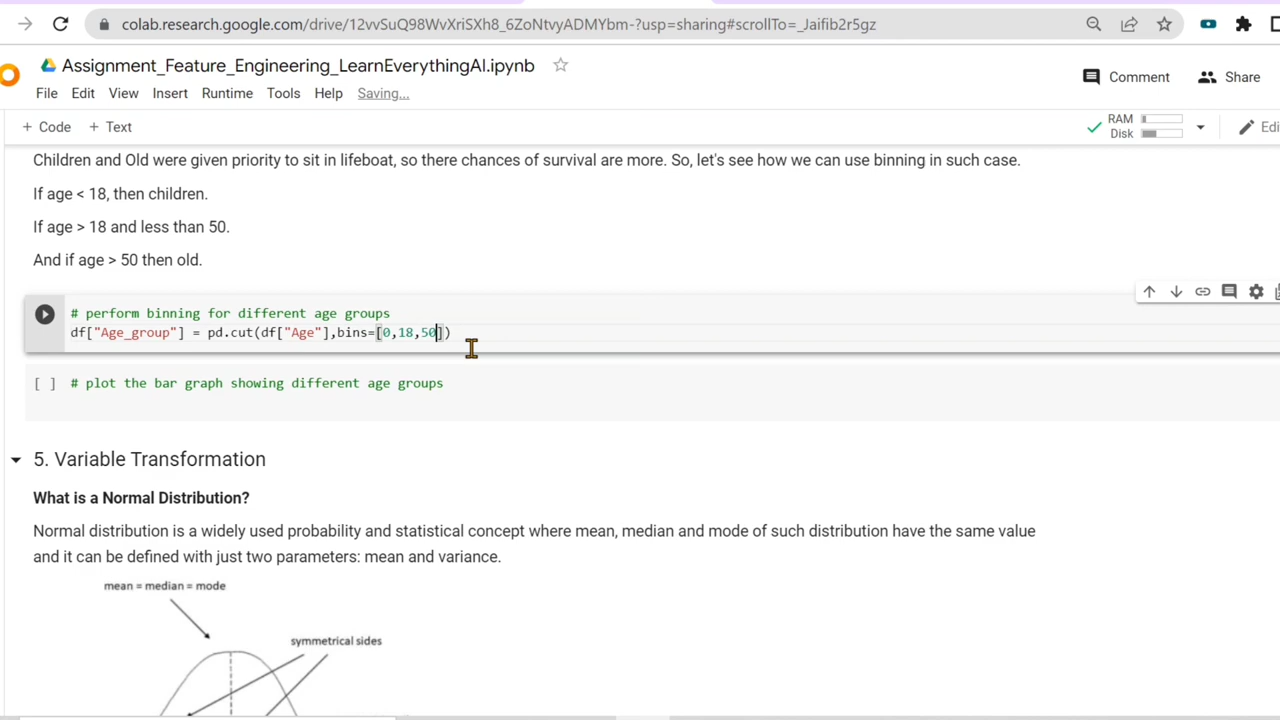 colab.research.google.com/drive/12vvSuQ98WvXriSXh8_6ZoNtvyADMYbm-?usp=sharing#scrollTo=_Jaifib2r5gz
Assignment_Feature_Engineering_LearnEverythingAI.ipynb
Comment
Share
File Edit View Insert Runtime Tools Help Saving...
+ Code + Text
RAM
Disk
Edi
Children and Old were given priority to sit in lifeboat, so there chances of survival are more. So, let's see how we can use binning in such case.
If age < 18, then children.
If age > 18 and less than 50.
And if age > 50 then old.
# perform binning for different age groups
df["Age_group"] = pd.cut(df["Age"],bins=[0,18,50])
[ ] # plot the bar graph showing different age groups
5. Variable Transformation
What is a Normal Distribution?
Normal distribution is a widely used probability and statistical concept where mean, median and mode of such distribution have the same value
and it can be defined with just two parameters: mean and variance.
mean = median = mode
symmetrical sides